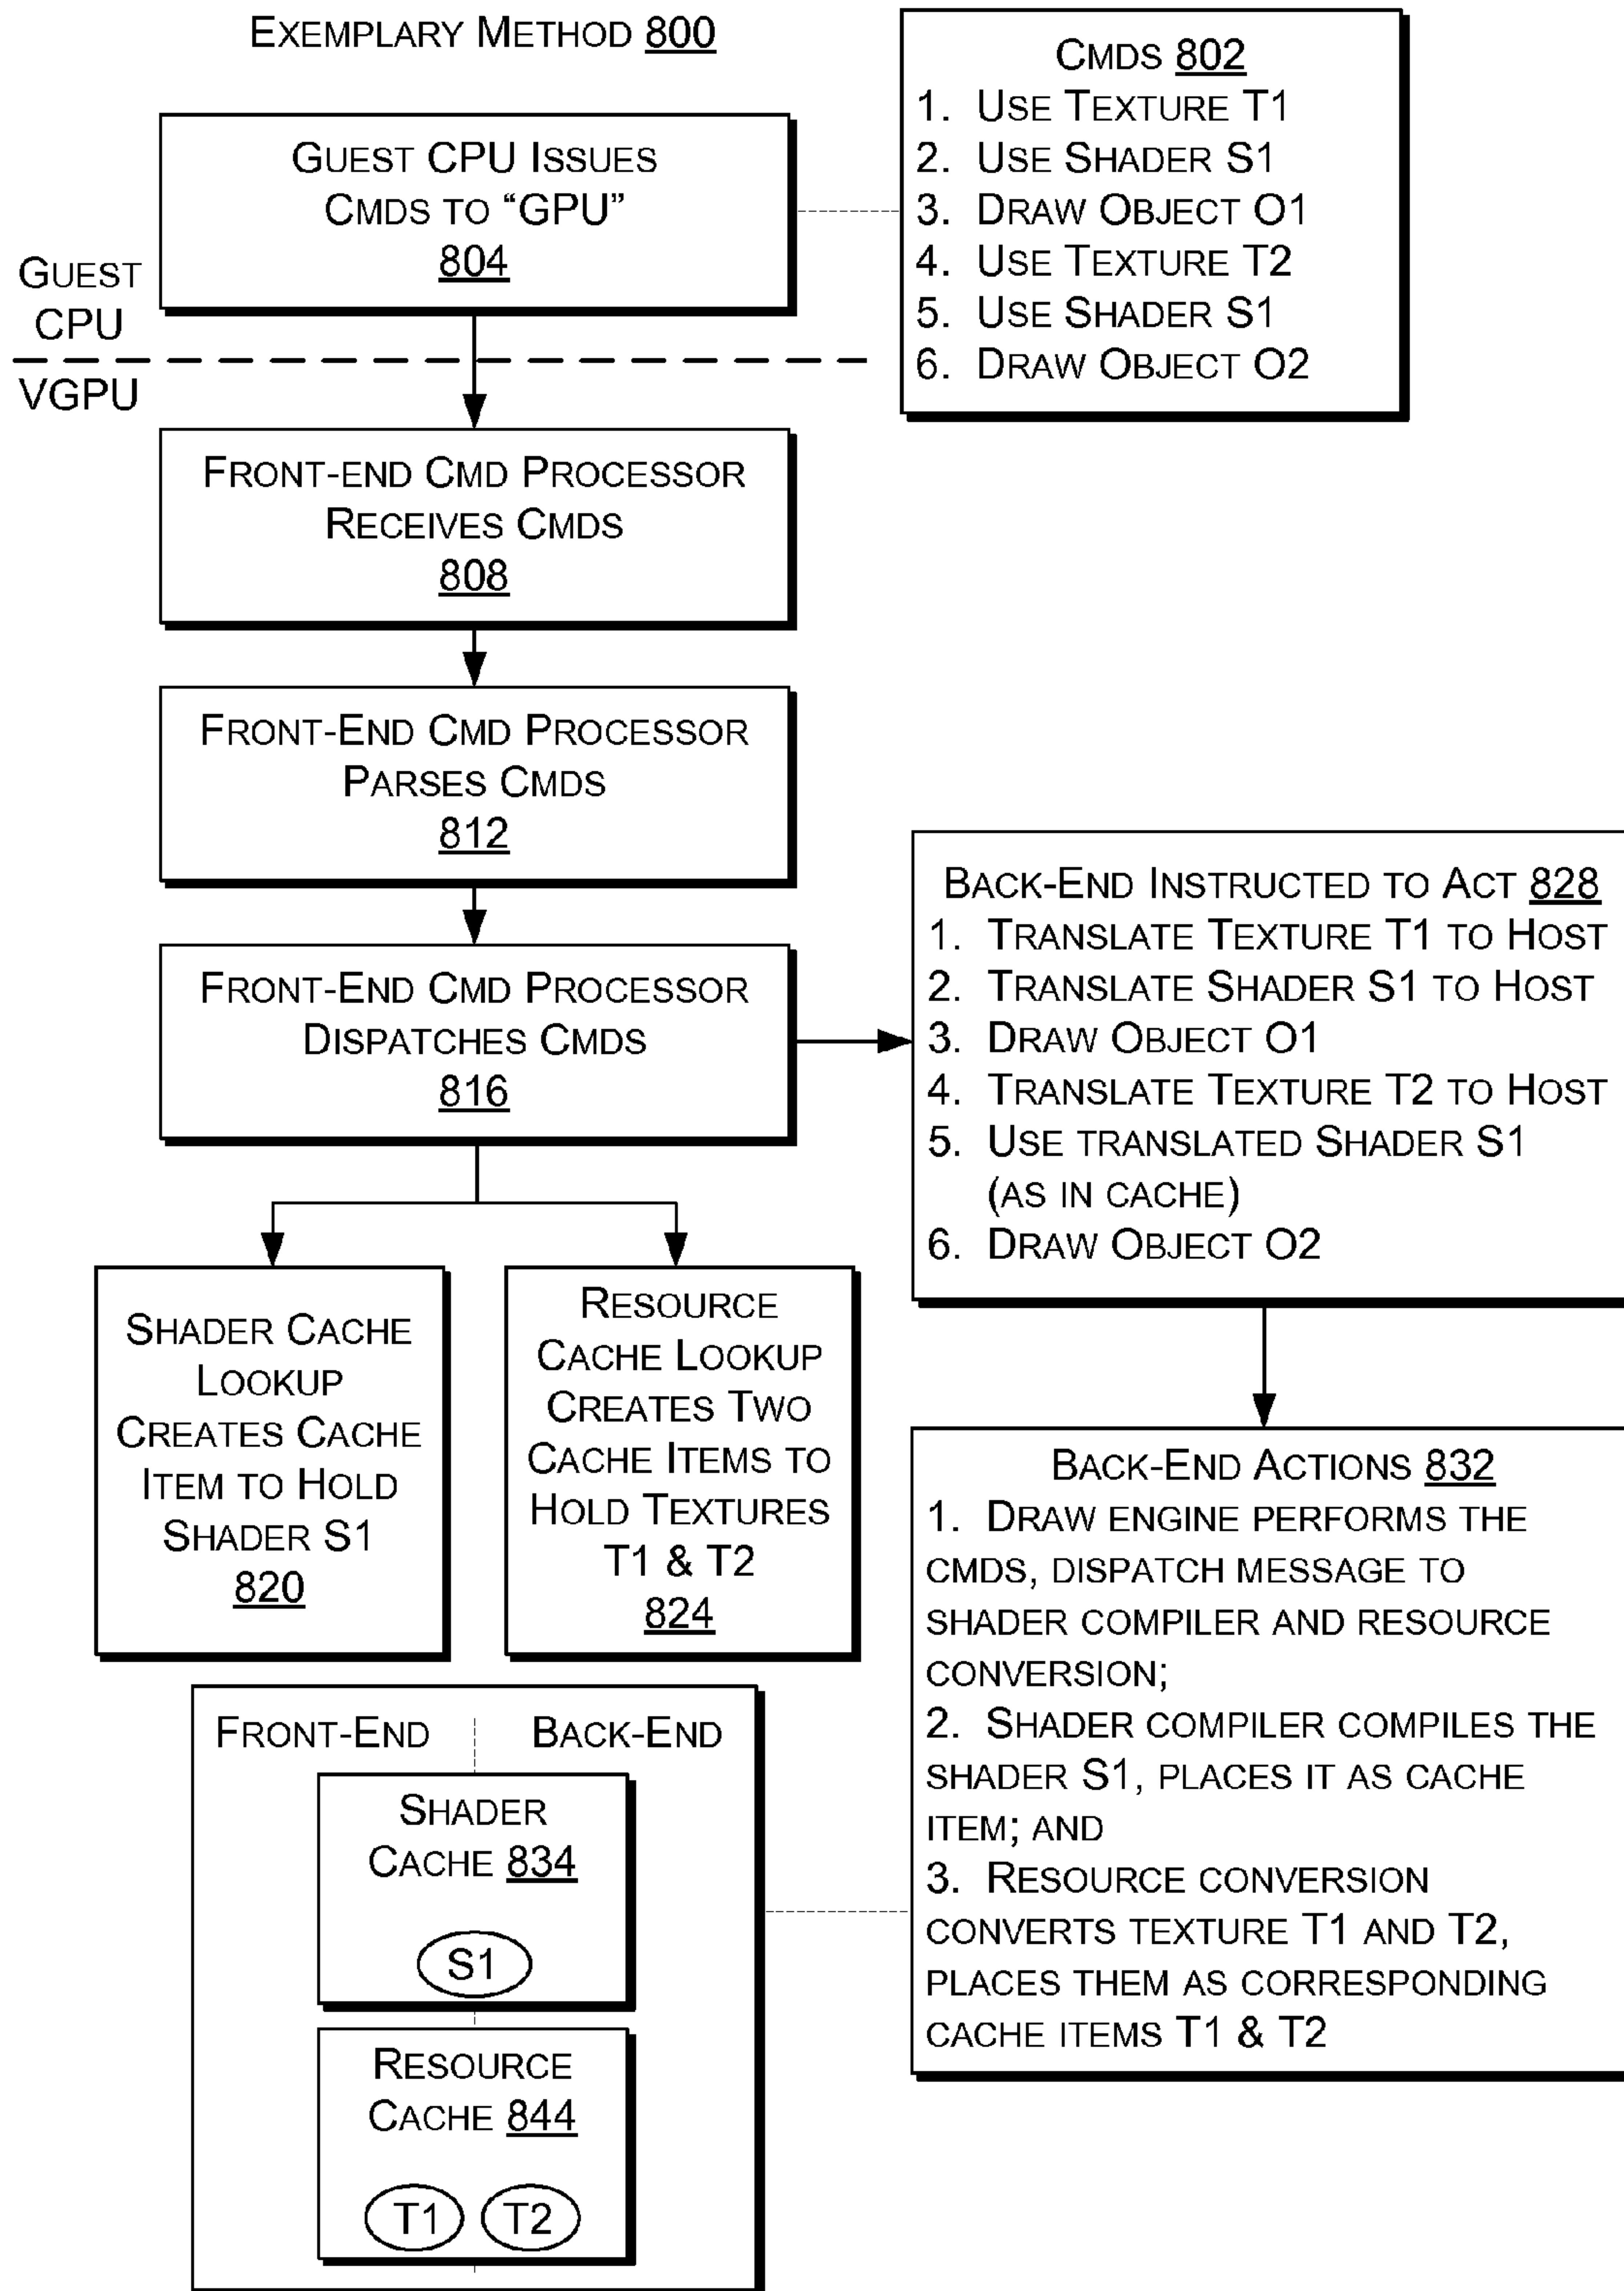 EXEMPLARY METHOD 800
CMDS 802
1. USE TEXTURE T1
2. USE SHADER S1
3. DRAW OBJECT O1
4. USE TEXTURE T2
5. USE SHADER S1
6. DRAW OBJECT O2
GUEST CPU ISSUES
CMDS TO “GPU”
804
GUEST
CPU
VGPU
FRONT-END CMD PROCESSOR
RECEIVES CMDS
808
FRONT-END CMD PROCESSOR
PARSES CMDS
812
FRONT-END CMD PROCESSOR
DISPATCHES CMDS
816
BACK-END INSTRUCTED TO ACT 828
1. TRANSLATE TEXTURE T1 TO HOST
2. TRANSLATE SHADER S1 TO HOST
3. DRAW OBJECT O1
4. TRANSLATE TEXTURE T2 TO HOST
5. USE TRANSLATED SHADER S1
(AS IN CACHE)
6. DRAW OBJECT O2
SHADER CACHE
LOOKUP
CREATES CACHE
ITEM TO HOLD
SHADER S1
820
RESOURCE
CACHE LOOKUP
CREATES TWO
CACHE ITEMS TO
HOLD TEXTURES
T1 & T2
824
BACK-END ACTIONS 832
1. DRAW ENGINE PERFORMS THE
CMDS, DISPATCH MESSAGE TO
SHADER COMPILER AND RESOURCE
CONVERSION;
2. SHADER COMPILER COMPILES THE
SHADER S1, PLACES IT AS CACHE
ITEM; AND
3. RESOURCE CONVERSION
CONVERTS TEXTURE T1 AND T2,
PLACES THEM AS CORRESPONDING
CACHE ITEMS T1 & T2
FRONT-END
BACK-END
SHADER
CACHE 834
S1
RESOURCE
CACHE 844
T1
T2